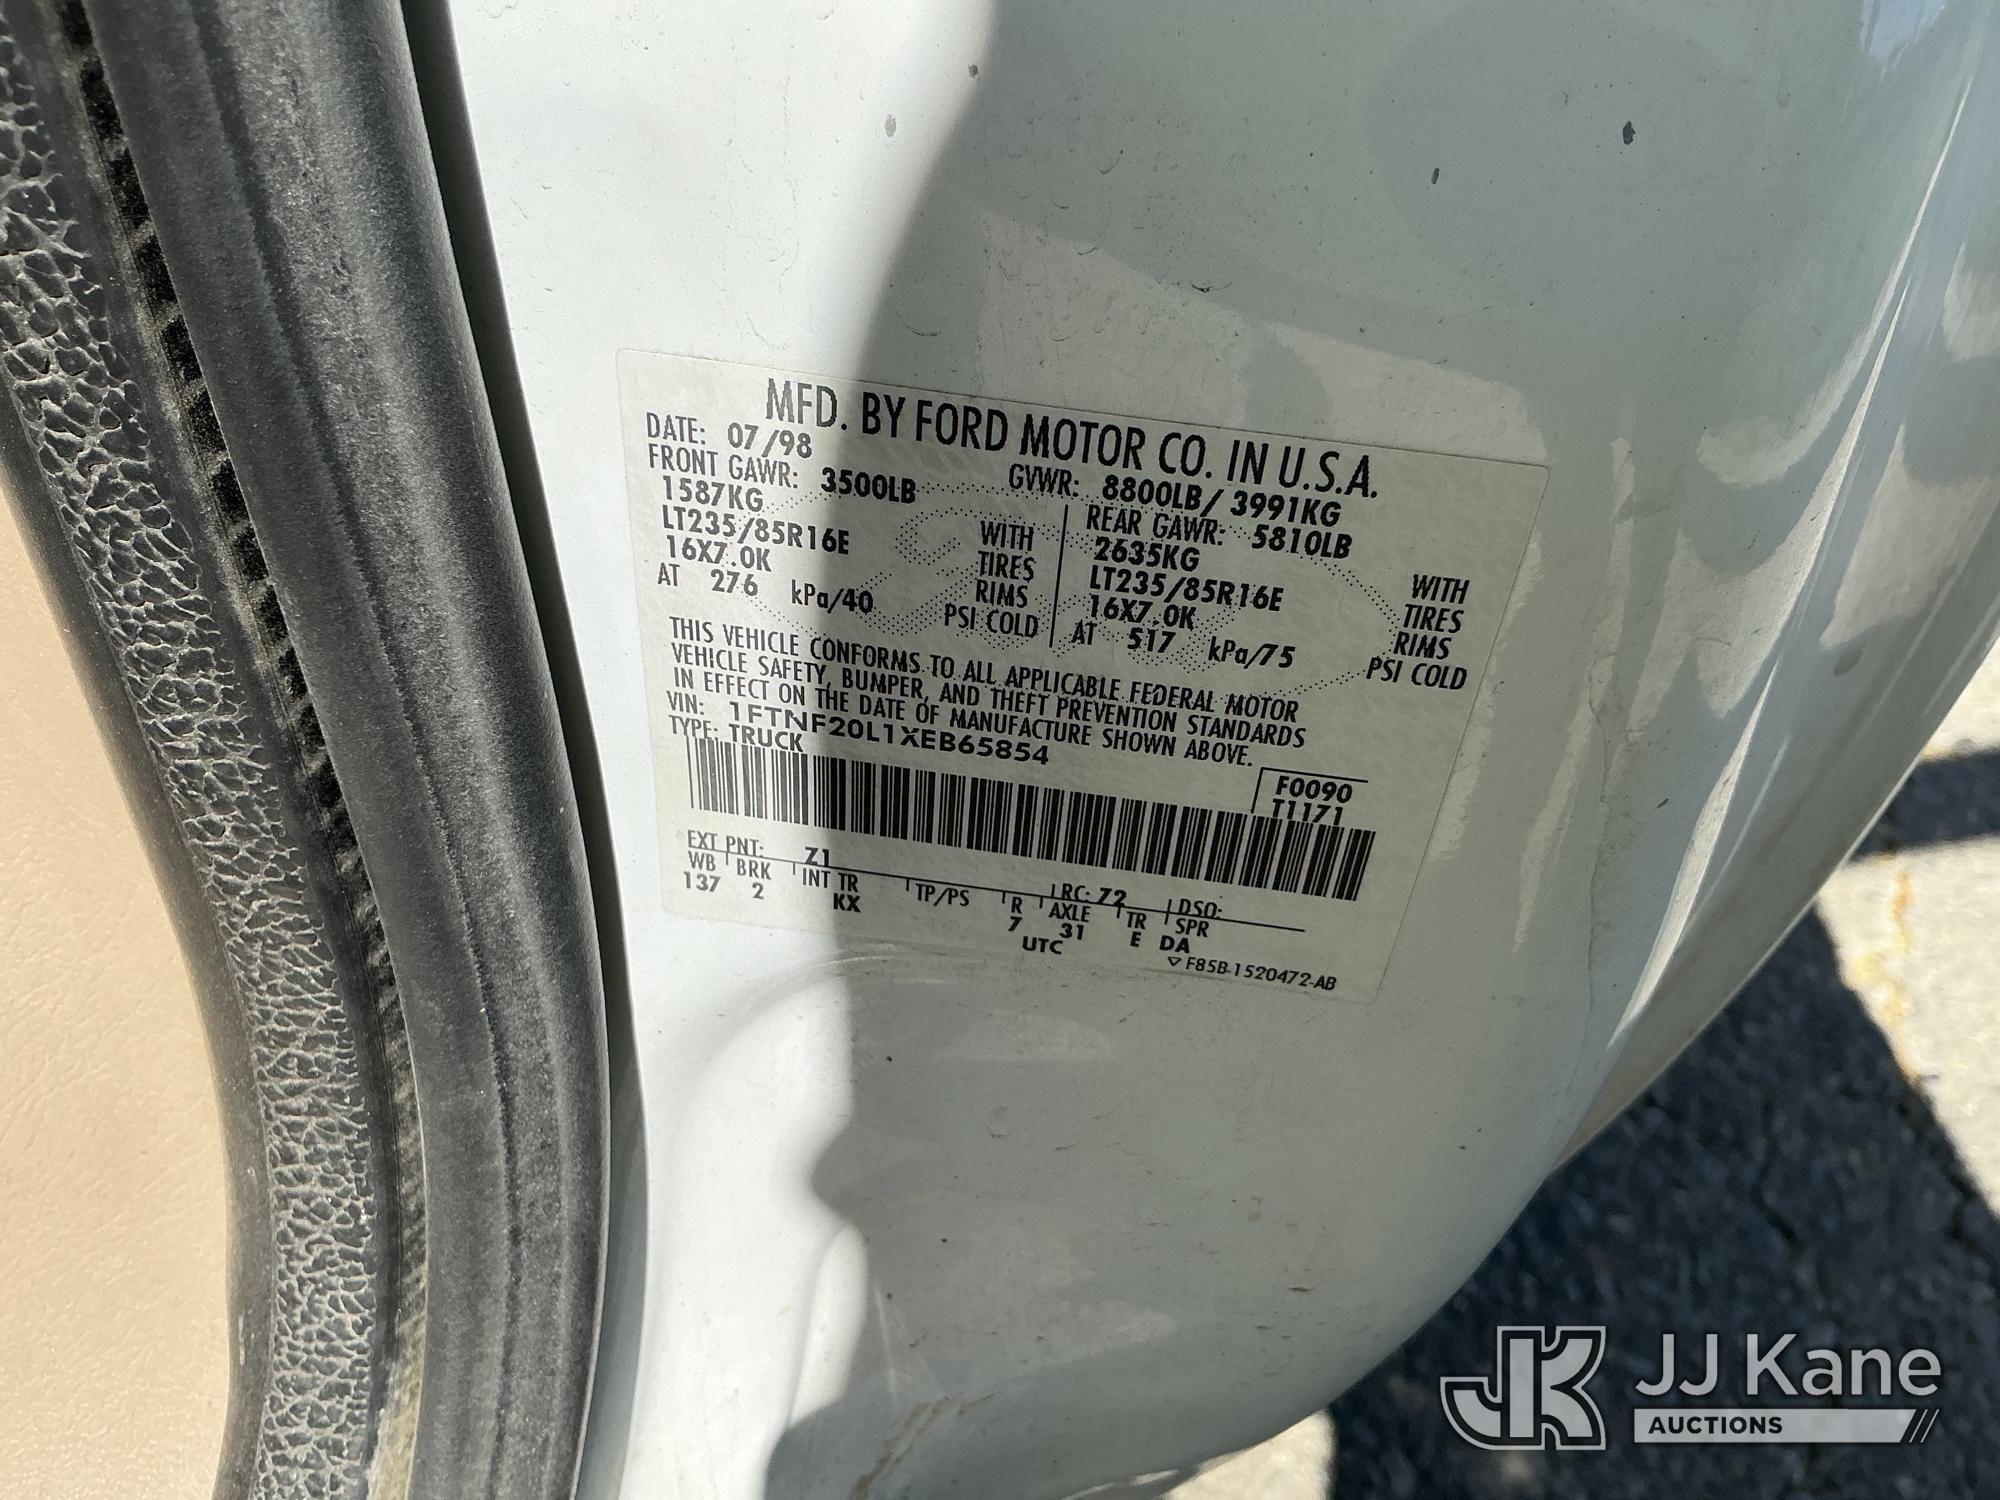 MFD. BY FORD MOTOR CO. IN U.S.A.
DATE: 07/98 GVWR: 8800LB/ 3991KG
FRONT GAWR: 3500LB REAR GAWR: 5810LB
1587KG WITH 2635KG WITH
LT235/85R16E TIRES LT235/85R16E TIRES
16X7.0K RIMS 16X7.0K RIMS
AT 276 kPa/40 PSI COLD AT 517 kPa/75 PSI COLD
THIS VEHICLE CONFORMS TO ALL APPLICABLE FEDERAL MOTOR
VEHICLE SAFETY, BUMPER, AND THEFT PREVENTION STANDARDS
IN EFFECT ON THE DATE OF MANUFACTURE SHOWN ABOVE.
VIN: 1FTNF20L1XEB65854
TYPE: TRUCK
F0090
T1171
EXT PNT: Z1 RC: 72 DSO:
WB BRK INT TR TP/PS R AXLE TR SPR
137 2 KX 7 31 E DA
UTC
▽ F85B-1520472-AB
JK JJ Kane
AUCTIONS